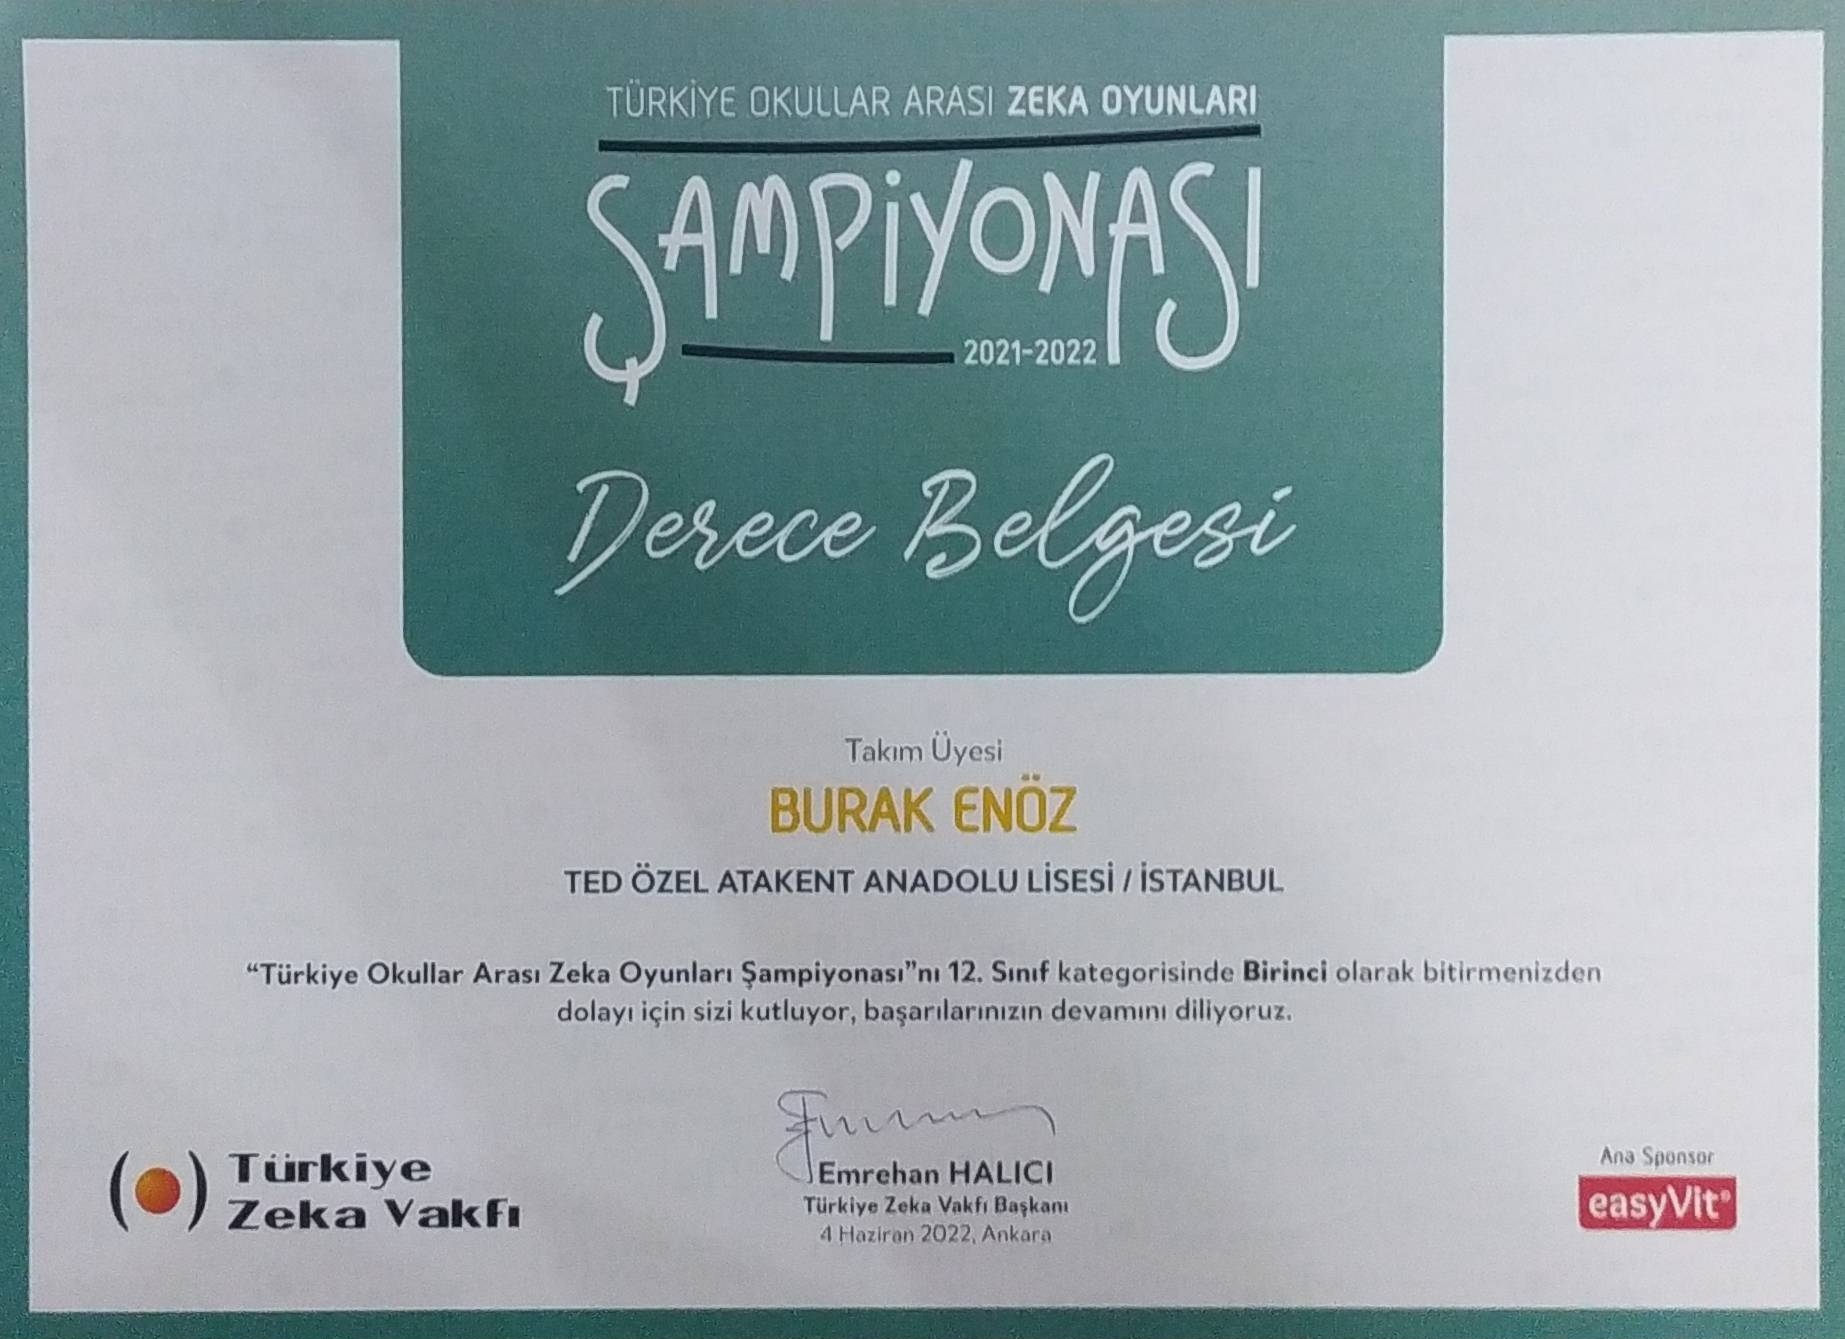 TÜRKİYE OKULLAR ARASI ZEKA OYUNLARI
ŞAMPİYONASI
2021-2022
Derece Belgesi
Takım Üyesi
BURAK ENÖZ
TED ÖZEL ATAKENT ANADOLU LİSESİ / İSTANBUL
“Türkiye Okullar Arası Zeka Oyunları Şampiyonası”nı 12. Sınıf kategorisinde Birinci olarak bitirmenizden
dolayı için sizi kutluyor, başarılarınızın devamını diliyoruz.
Emrehan HALICI
Türkiye Zeka Vakfı Başkanı
4 Haziran 2022, Ankara
Türkiye
Zeka Vakfı
Ana Sponsor
easyVit®